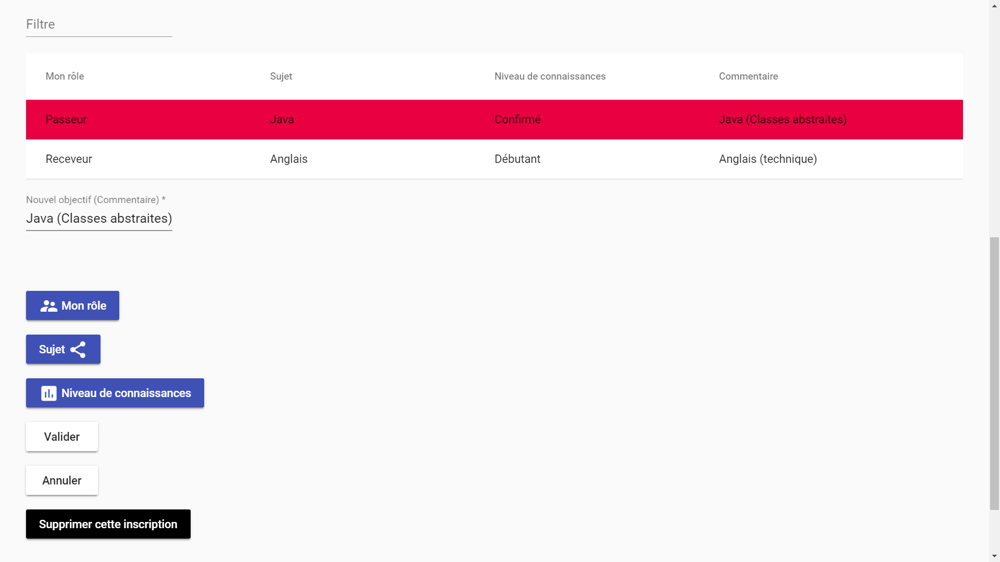 Filtre
Mon rôle Sujet Niveau de connaissances Commentaire
Passeur Java Confirmé Java (Classes abstraites)
Receveur Anglais Débutant Anglais (technique)
Nouvel objectif (Commentaire) *
Java (Classes abstraites)
Mon rôle
Sujet
Niveau de connaissances
Valider
Annuler
Supprimer cette inscription